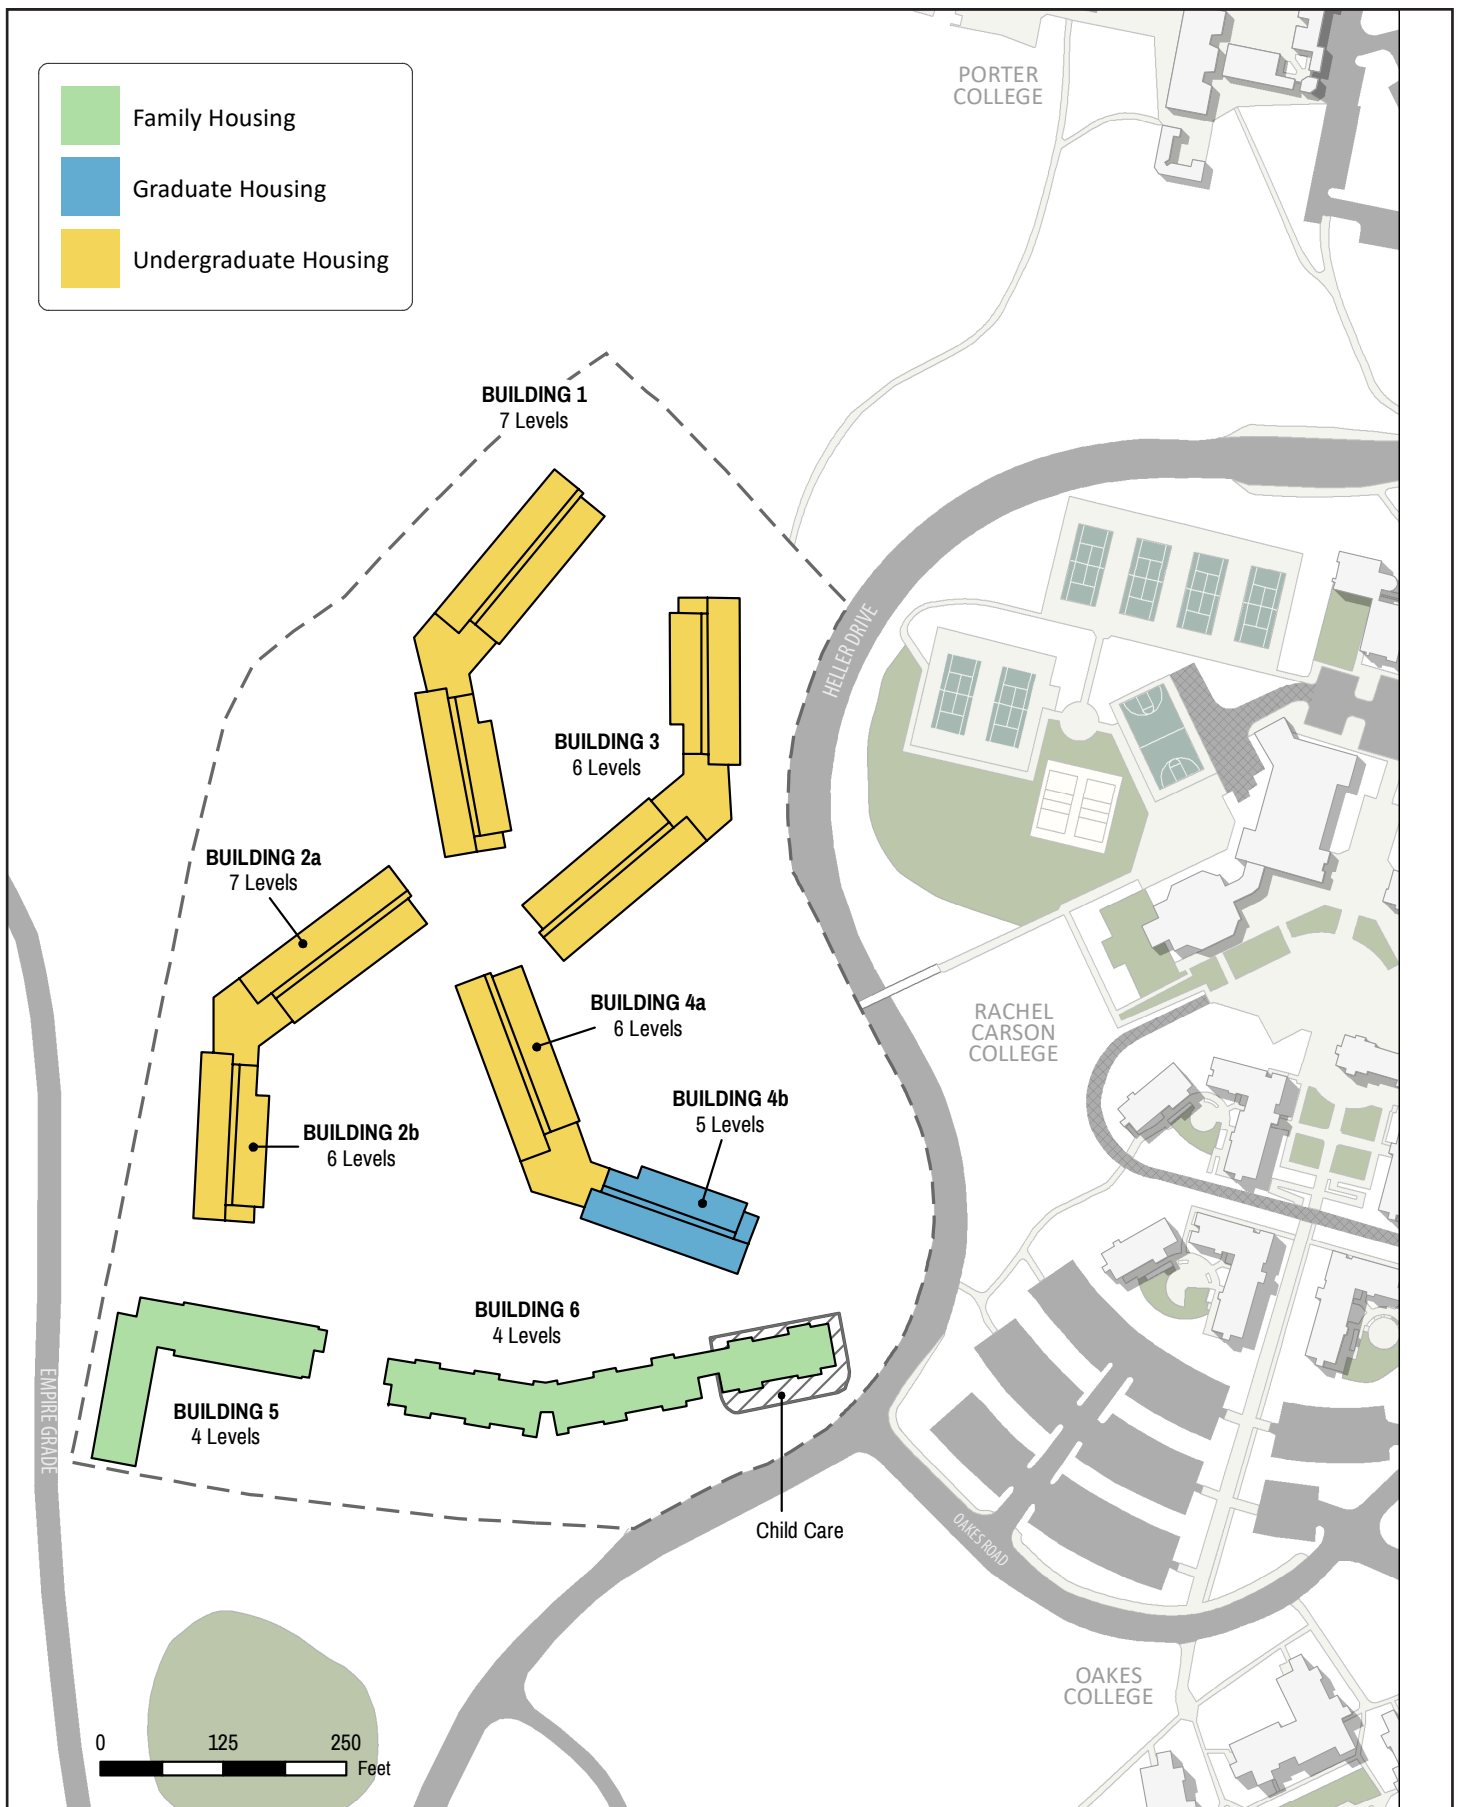 Family Housing
Graduate Housing
Undergraduate Housing
PORTER
COLLEGE
BUILDING 1
7 Levels
HELLER DRIVE
BUILDING 3
6 Levels
BUILDING 2a
7 Levels
BUILDING 4a
6 Levels
RACHEL
CARSON
COLLEGE
BUILDING 4b
5 Levels
BUILDING 2b
6 Levels
BUILDING 6
4 Levels
EMPIRE GRADE
BUILDING 5
4 Levels
Child Care
OAKES ROAD
OAKES
COLLEGE
0 125 250
Feet